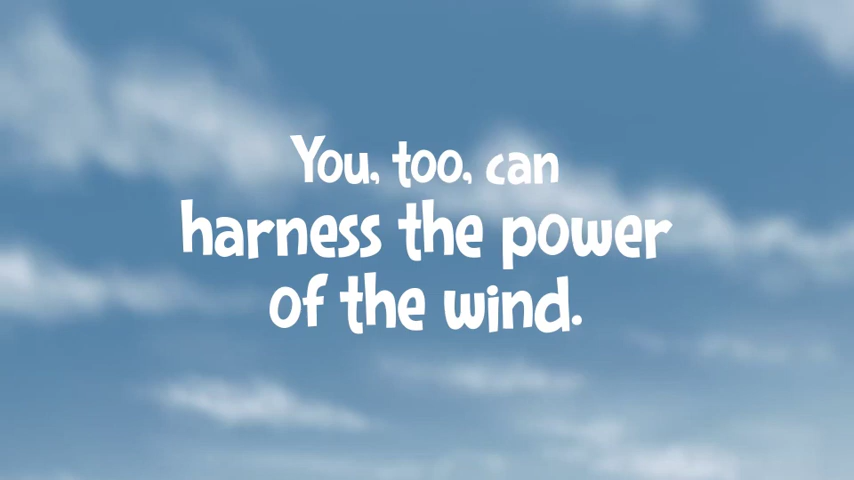 You, too, can
harness the power
of the wind.